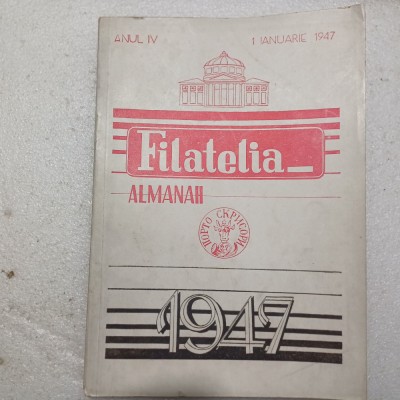 ANUL IV
1 IANUARIE 1947
Filatelia
ALMANAH
ПОРТО СКРИСОРИ
1947